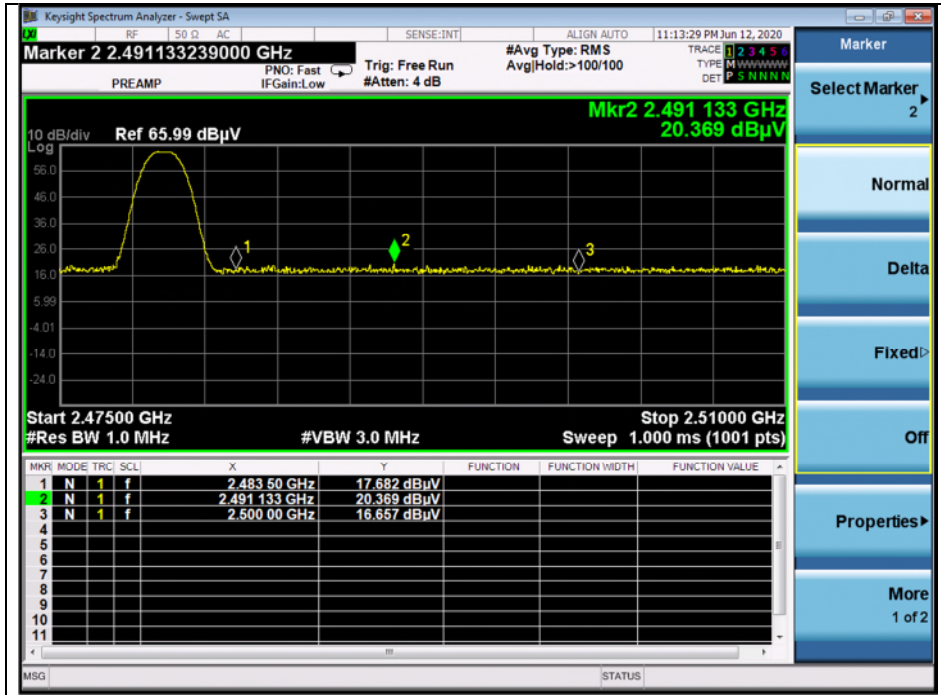 Keysight Spectrum Analyzer - Swept SA
LXI RF 50 Ω AC SENSE:INT ALIGN AUTO 11:13:29 PM Jun 12, 2020
Marker 2 2.491133239000 GHz #Avg Type: RMS TRACE 1 2 3 4 5 6
PNO: Fast Trig: Free Run Avg|Hold:>100/100 TYPE M W W W W W
PREAMP IFGain:Low #Atten: 4 dB DET P S N N N N
Mkr2 2.491 133 GHz
10 dB/div Ref 65.99 dBµV 20.369 dBµV
Log
56.0
46.0
36.0
26.0
16.0
5.99
-4.01
-14.0
-24.0
1
2
3
Start 2.47500 GHz Stop 2.51000 GHz
#Res BW 1.0 MHz #VBW 3.0 MHz Sweep 1.000 ms (1001 pts)
MKR MODE TRC SCL X Y FUNCTION FUNCTION WIDTH FUNCTION VALUE
1 N 1 f 2.483 50 GHz 17.682 dBµV
2 N 1 f 2.491 133 GHz 20.369 dBµV
3 N 1 f 2.500 00 GHz 16.657 dBµV
4
5
6
7
8
9
10
11
MSG STATUS
Marker
Select Marker
2
Normal
Delta
Fixed
Off
Properties
More
1 of 2